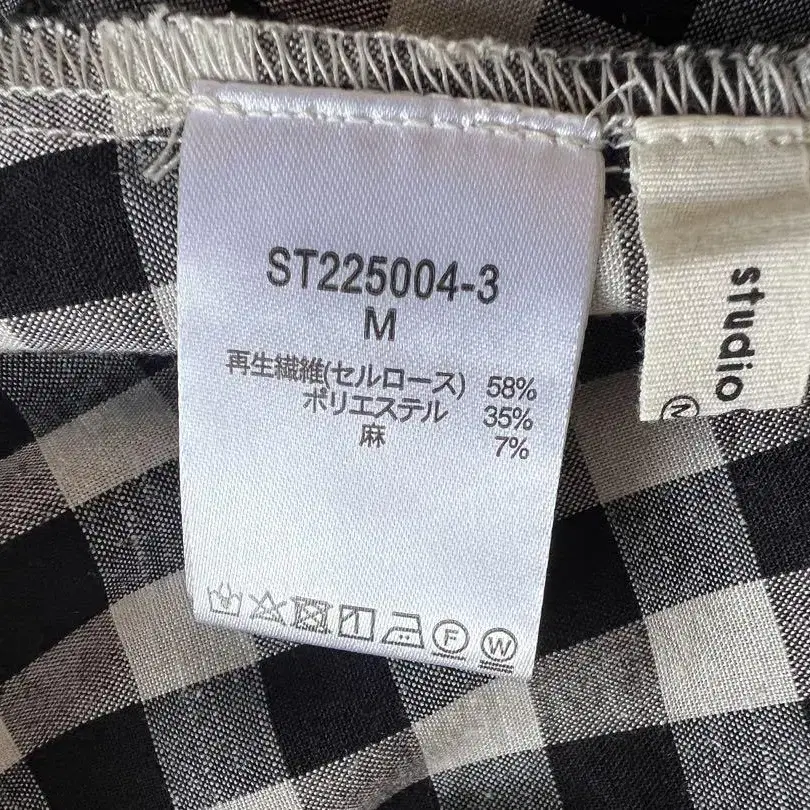 ST225004-3
M
再生繊維(セルロース) 58%
ポリエステル 35%
麻 7%
F
W
studio
N